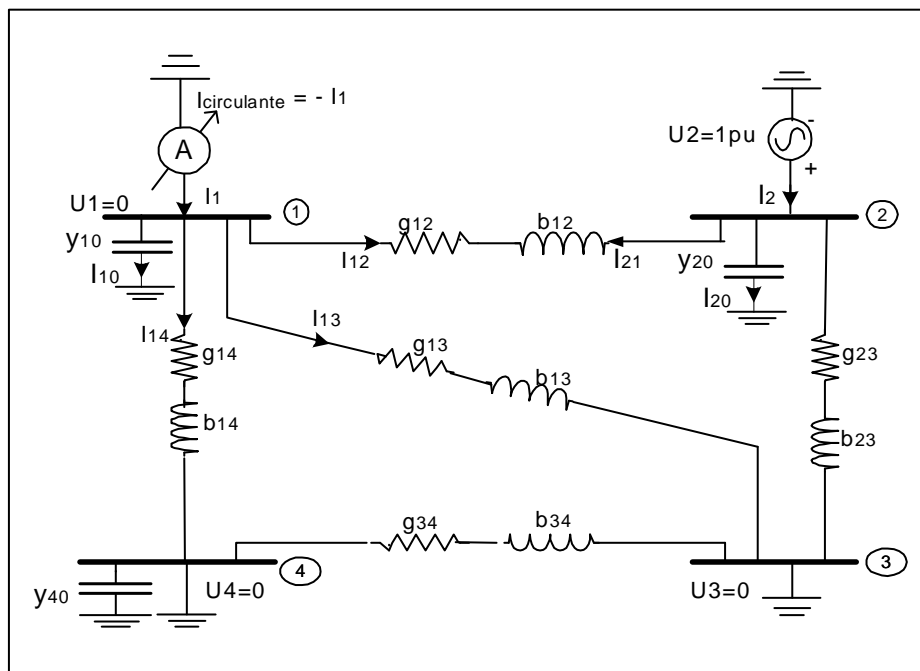 Icirculante = - I1
A
U2=1pu
-
+
I1
I2
U1=0
1
2
y10
g12
b12
I12
I21
y20
I10
I20
I14
I13
g14
g13
b13
g23
b14
b23
g34
b34
4
3
y40
U4=0
U3=0